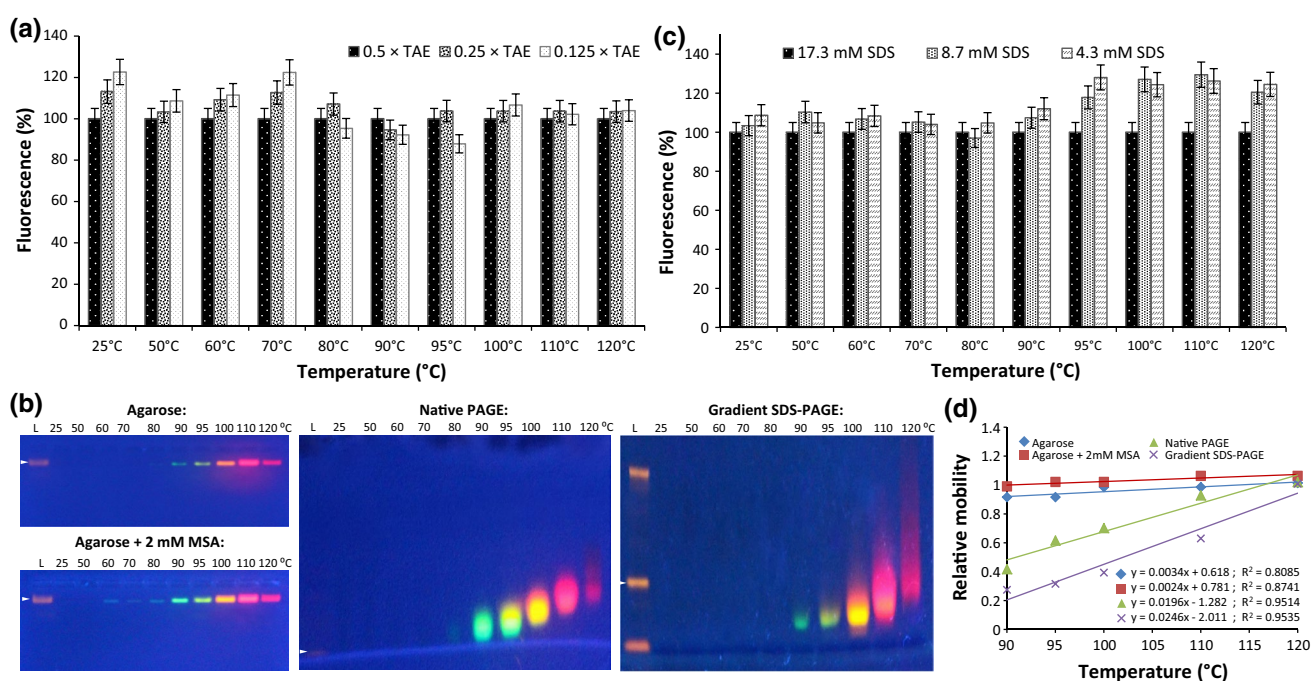 (a)
0.5 × TAE 0.25 × TAE 0.125 × TAE
140
120
100
80
60
40
20
0
Fluorescence (%)
25°C 50°C 60°C 70°C 80°C 90°C 95°C 100°C 110°C 120°C
Temperature (°C)
(c)
17.3 mM SDS 8.7 mM SDS 4.3 mM SDS
140
120
100
80
60
40
20
0
Fluorescence (%)
25°C 50°C 60°C 70°C 80°C 90°C 95°C 100°C 110°C 120°C
Temperature (°C)
(b)
Agarose:
L 25 50 60 70 80 90 95 100 110 120 °C
Agarose + 2 mM MSA:
L 25 50 60 70 80 90 95 100 110 120 °C
Native PAGE:
L 25 50 60 70 80 90 95 100 110 120 °C
Gradient SDS-PAGE:
L 25 50 60 70 80 90 95 100 110 120 °C
(d)
1.4
1.2
1
0.8
0.6
0.4
0.2
0
Relative mobility
Agarose Native PAGE
Agarose + 2mM MSA Gradient SDS-PAGE
y = 0.0034x + 0.618 ; R² = 0.8085
y = 0.0024x + 0.781 ; R² = 0.8741
y = 0.0196x - 1.282 ; R² = 0.9514
y = 0.0246x - 2.011 ; R² = 0.9535
90 95 100 105 110 115 120
Temperature (°C)